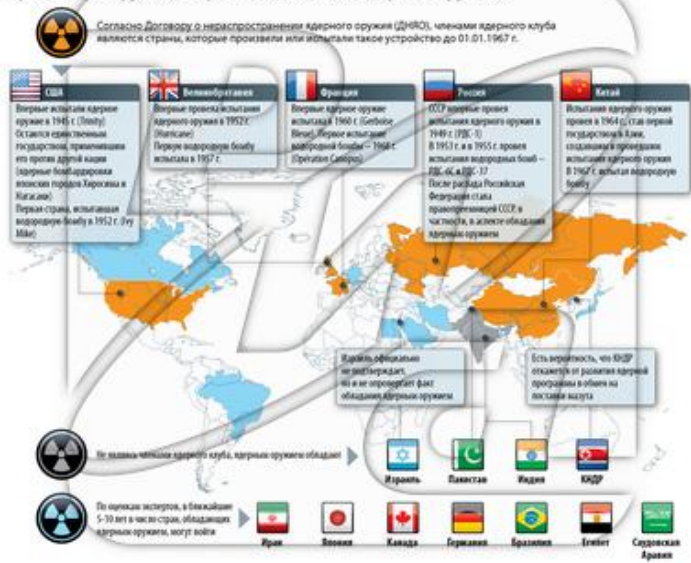 Согласно Договору о нераспространении ядерного оружия (ДНЯО), членами ядерного клуба
являются страны, которые произвели или испытали такое устройство до 01.01.1967 г.
США
Впервые испытали ядерное
оружие в 1945 г. (Trinity)
Остаются единственным
государством, применившим
его против другой нации
(ядерные бомбардировки
японских городов Хиросима и
Нагасаки)
Первая страна, испытавшая
водородную бомбу в 1952 г. (Ivy
Mike)
Великобритания
Впервые провела испытания
ядерного оружия в 1952 г.
(Hurricane)
Первую водородную бомбу
испытала в 1957 г.
Франция
Впервые ядерное оружие
испытала в 1960 г. (Gerboise
Bleue). Первое испытание
водородной бомбы – 1968 г.
(Opération Canopus)
Россия
СССР впервые провел
испытания ядерного оружия в
1949 г. (РДС-1)
В 1953 г. и в 1955 г. провел
испытания водородных бомб –
РДС-6С и РДС-37
После распада Российская
Федерация стала
правопреемницей СССР, в
частности, в аспекте обладания
ядерным оружием
Китай
Испытания ядерного оружия
провел в 1964 г., став первой
государством в Азии,
создавшим и проведшим
испытания ядерного оружия
В 1967 г. испытал водородную
бомбу
Израиль официально
не подтверждает,
но и не опровергает факт
обладания ядерным оружием
Есть вероятность, что КНДР
откажется от развития ядерной
программы в обмен на
поставки мазута
Не являясь членами ядерного клуба, ядерным оружием обладают
Израиль
Пакистан
Индия
КНДР
По оценкам экспертов, в ближайшие
5-10 лет в число стран, обладающих
ядерным оружием, могут войти
Иран
Япония
Канада
Германия
Бразилия
Египет
Саудовская
Аравия